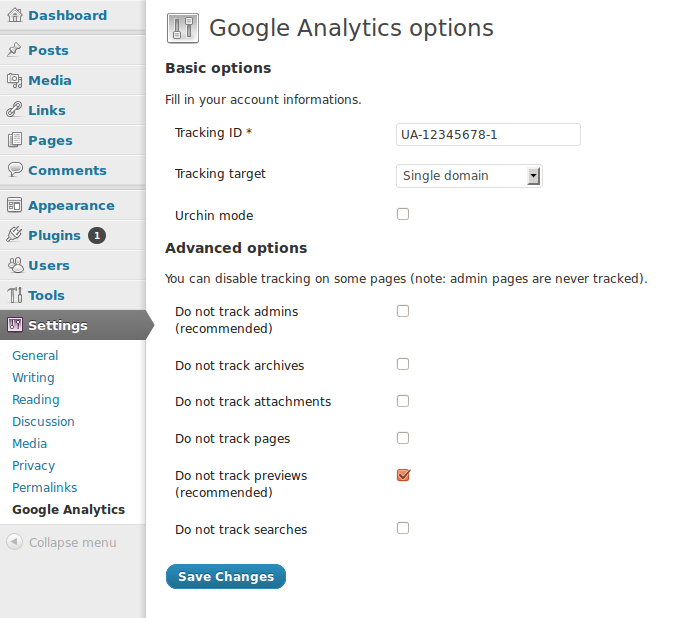 Dashboard
Posts
Media
Links
Pages
Comments
Appearance
Plugins 1
Users
Tools
Settings
General
Writing
Reading
Discussion
Media
Privacy
Permalinks
Google Analytics
Collapse menu
Google Analytics options
Basic options
Fill in your account informations.
Tracking ID * UA-12345678-1
Tracking target Single domain
Urchin mode
Advanced options
You can disable tracking on some pages (note: admin pages are never tracked).
Do not track admins
(recommended)
Do not track archives
Do not track attachments
Do not track pages
Do not track previews
(recommended)
Do not track searches
Save Changes